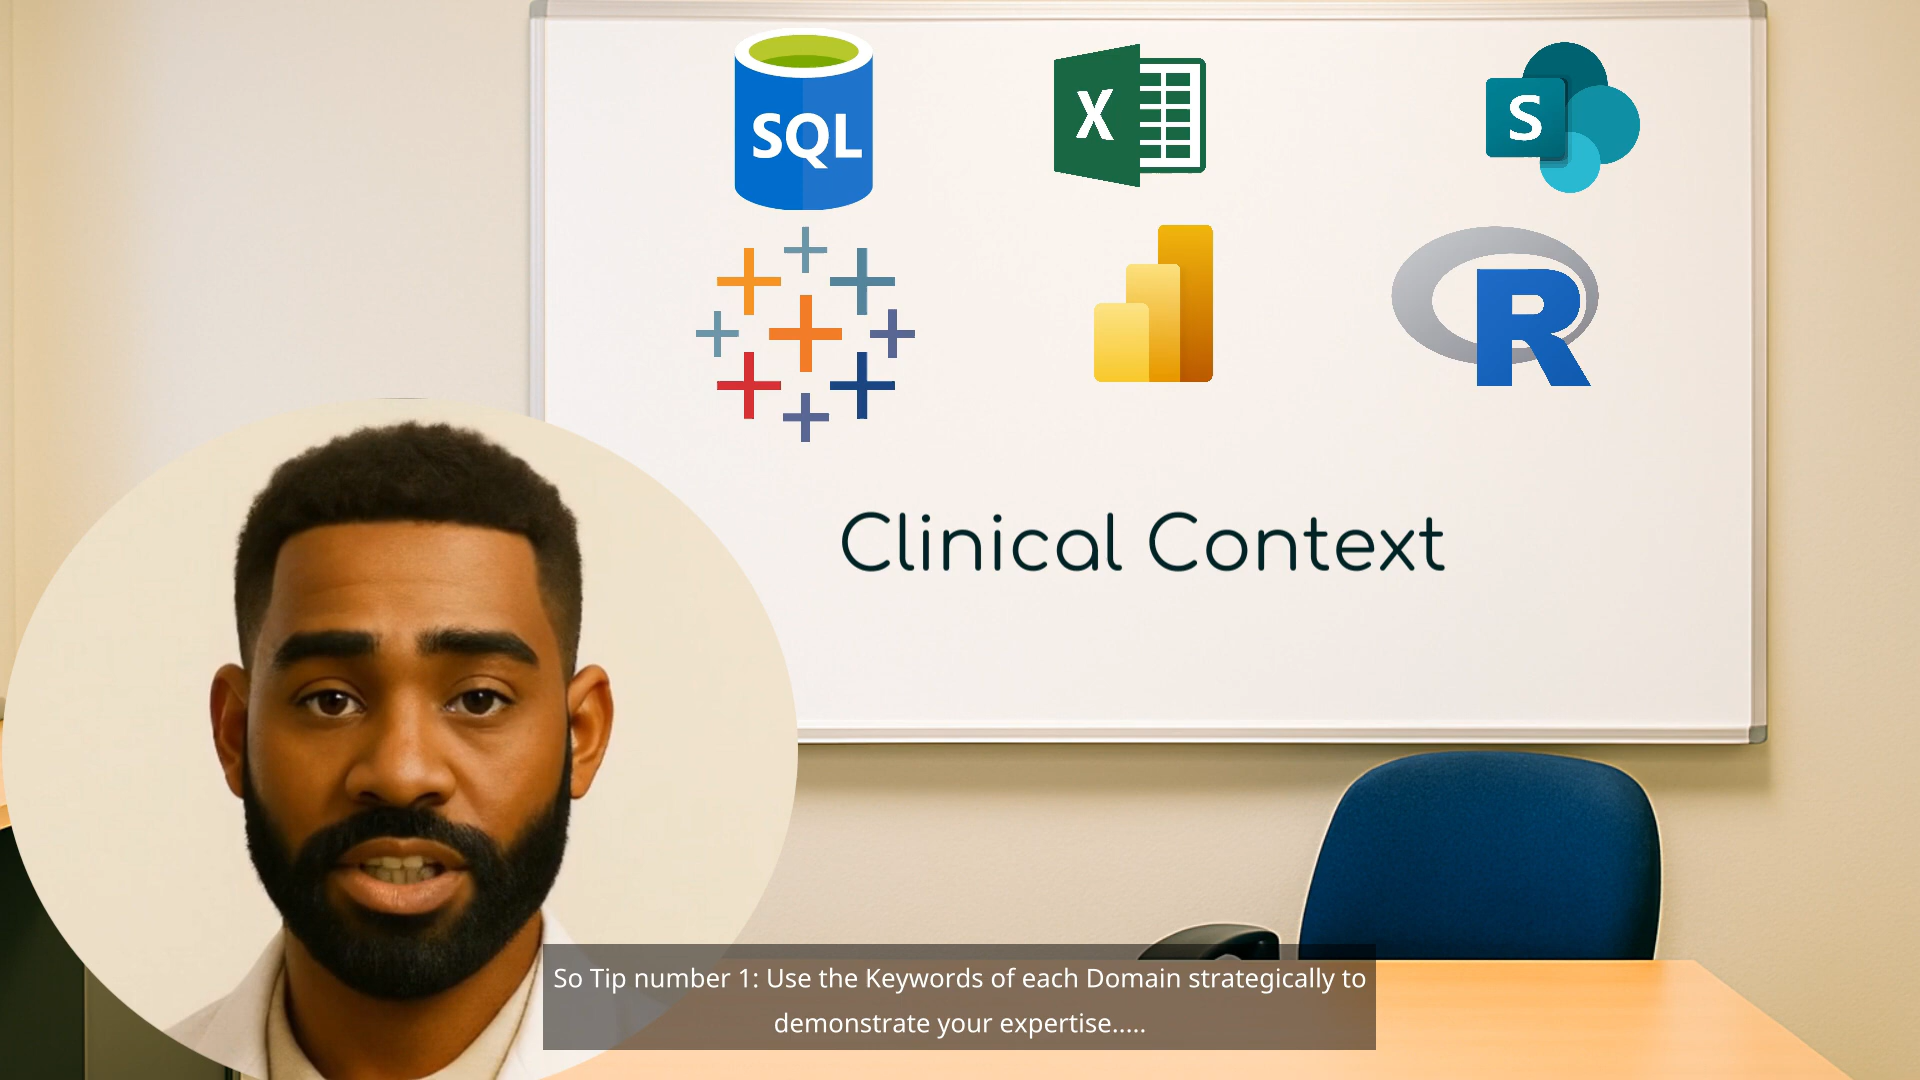 SQL
X
S
R
Clinical Context
So Tip number 1: Use the Keywords of each Domain strategically to
demonstrate your expertise.....